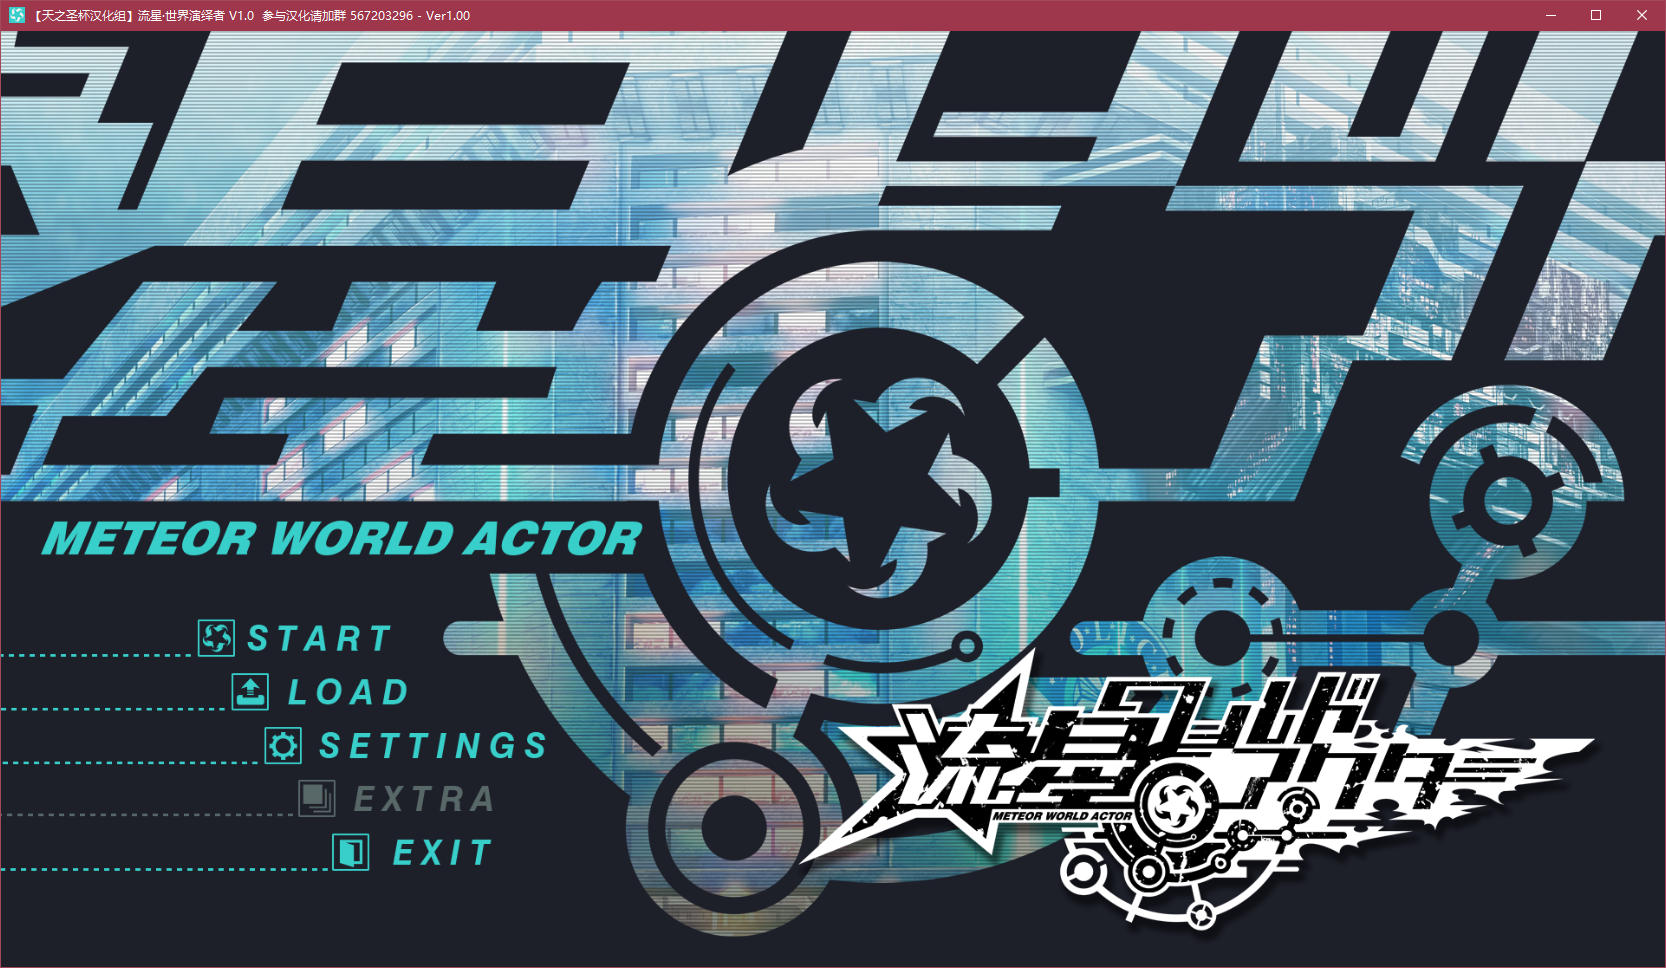 【天之圣杯汉化组】流星·世界演绎者 V1.0  参与汉化请加群 567203296 - Ver1.00
METEOR WORLD ACTOR
START
LOAD
SETTINGS
EXTRA
EXIT
流星ワールドアクター
METEOR WORLD ACTOR